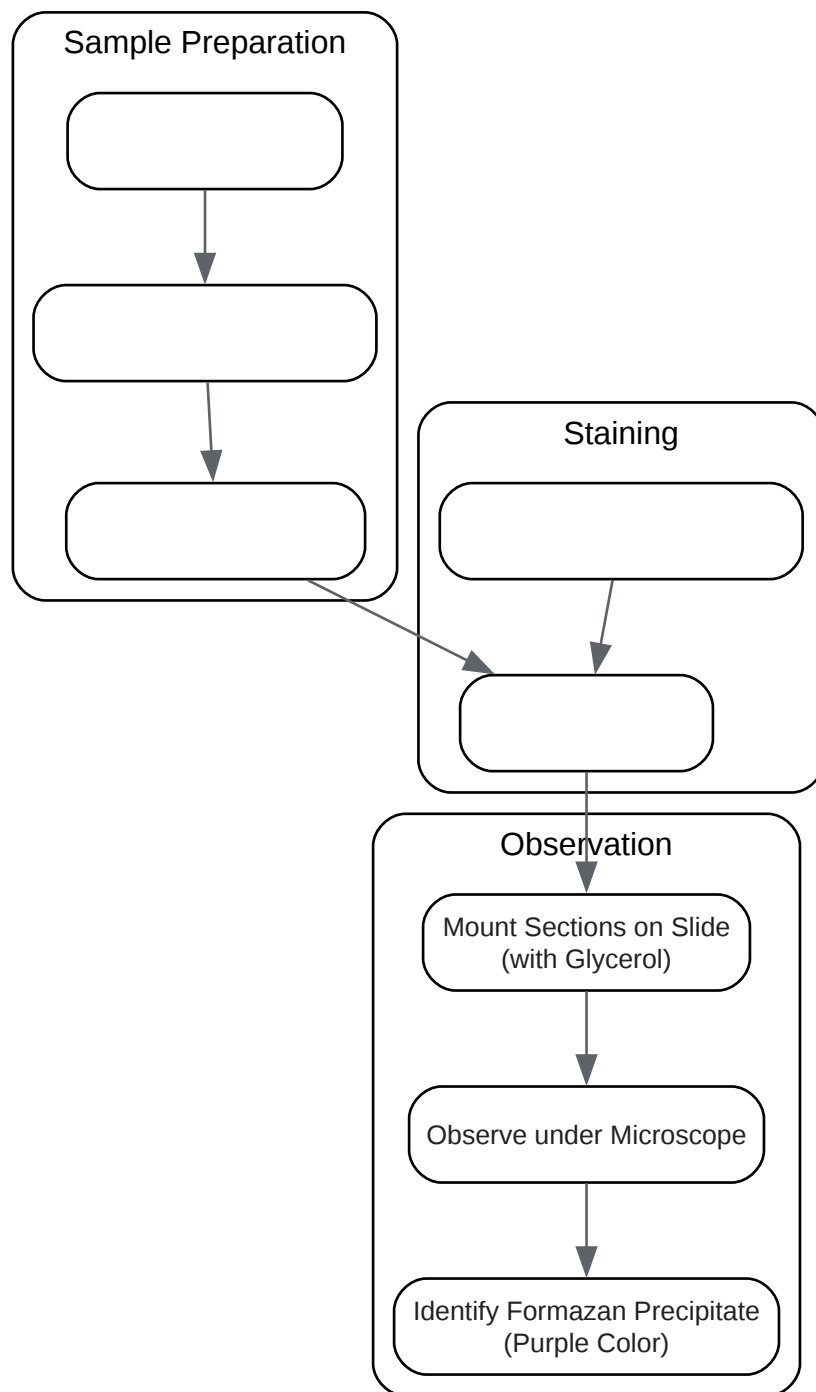 Sample Preparation
Staining
Observation
Mount Sections on Slide
(with Glycerol)
Observe under Microscope
Identify Formazan Precipitate
(Purple Color)